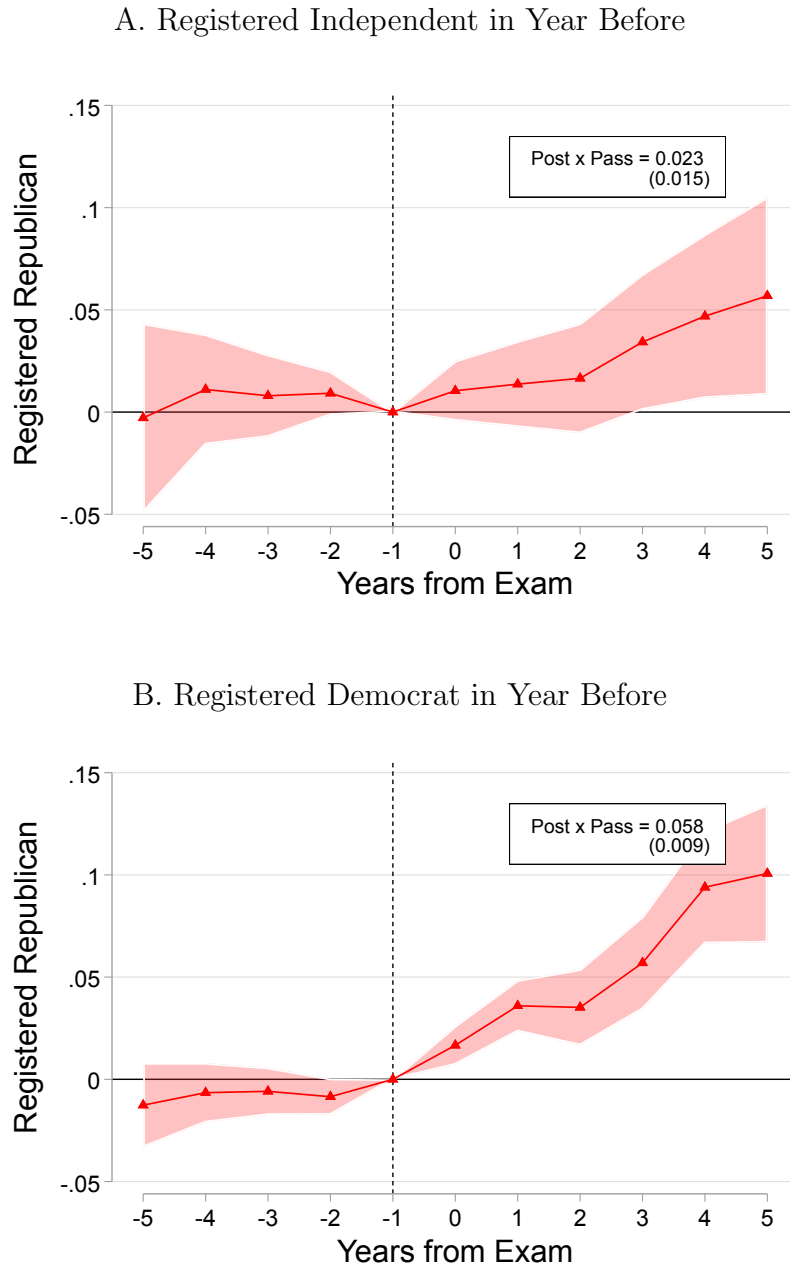 A. Registered Independent in Year Before
.15
.1
.05
0
-.05
Registered Republican
Post x Pass = 0.023
(0.015)
-5 -4 -3 -2 -1 0 1 2 3 4 5
Years from Exam
B. Registered Democrat in Year Before
.15
.1
.05
0
-.05
Registered Republican
Post x Pass = 0.058
(0.009)
-5 -4 -3 -2 -1 0 1 2 3 4 5
Years from Exam